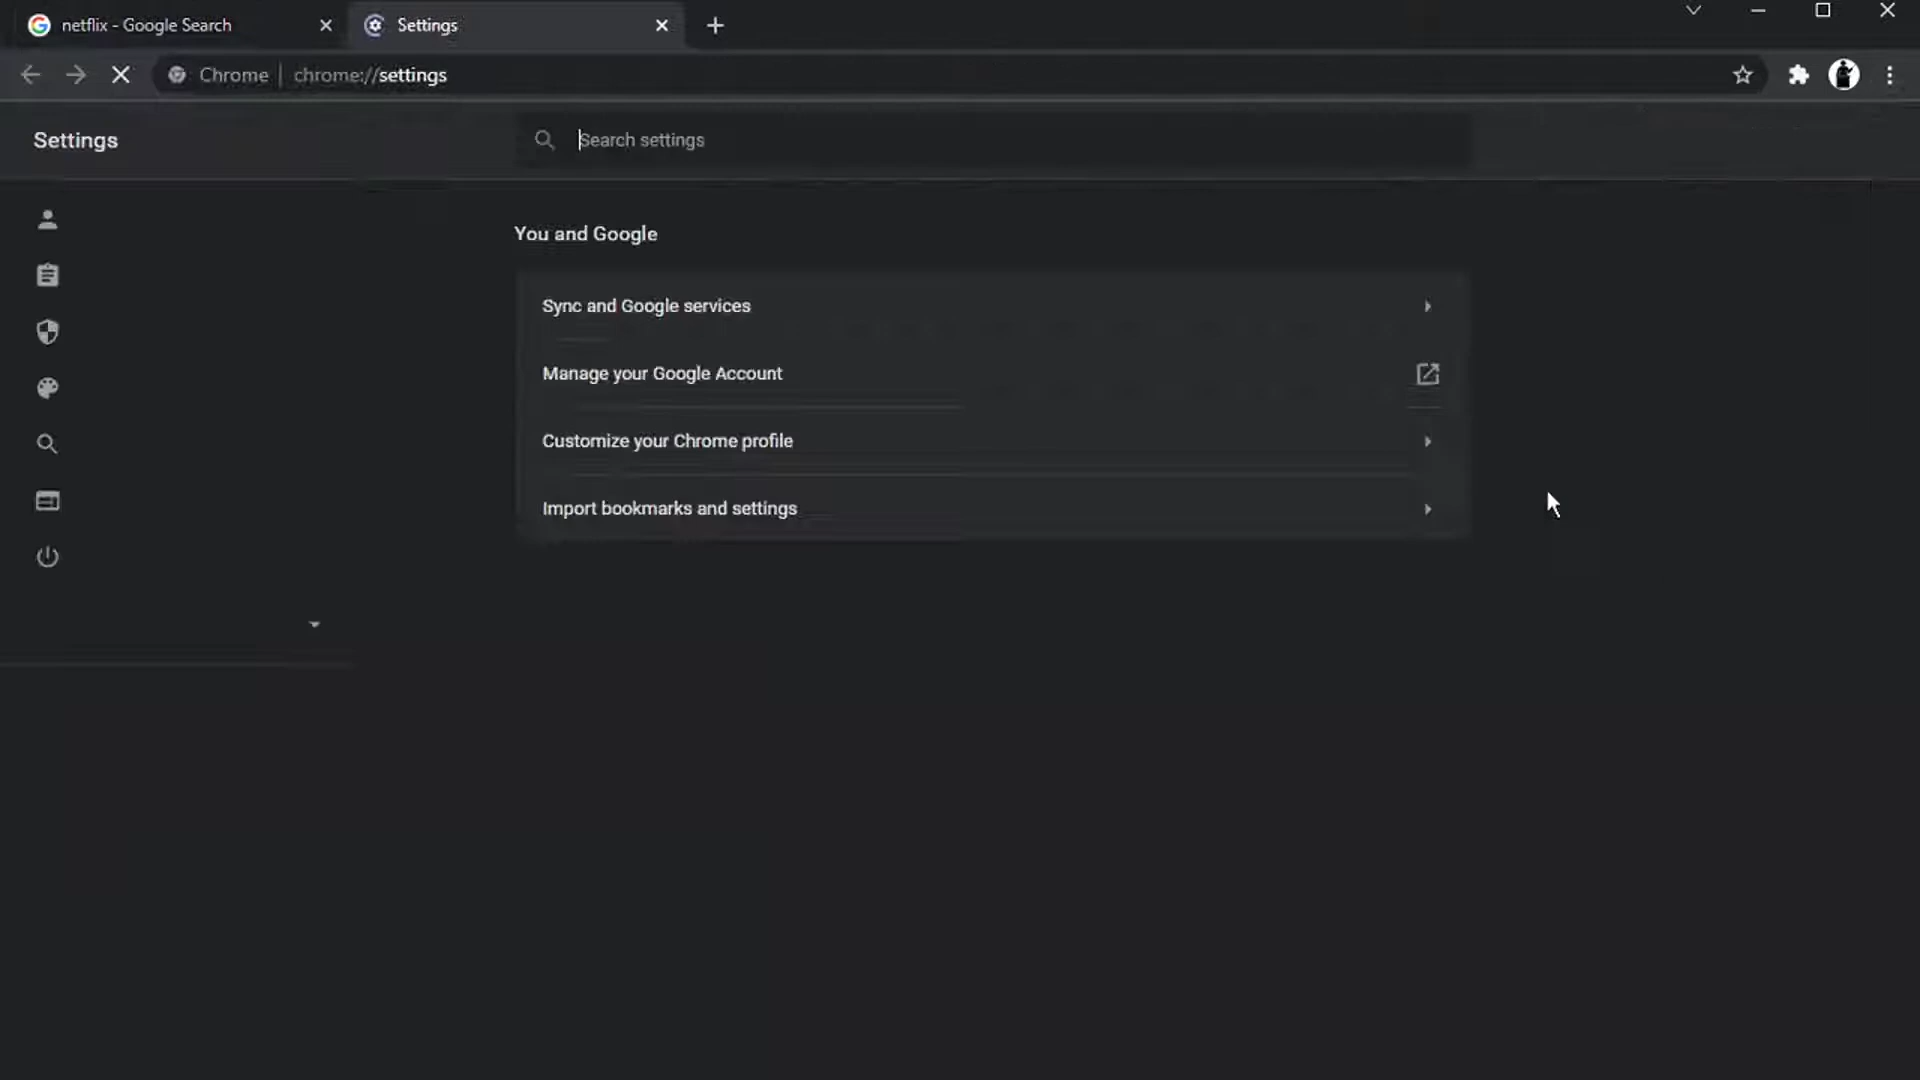 netflix - Google Search
Settings
Chrome
chrome://settings
Settings
Search settings
You and Google
Sync and Google services
Manage your Google Account
Customize your Chrome profile
Import bookmarks and settings